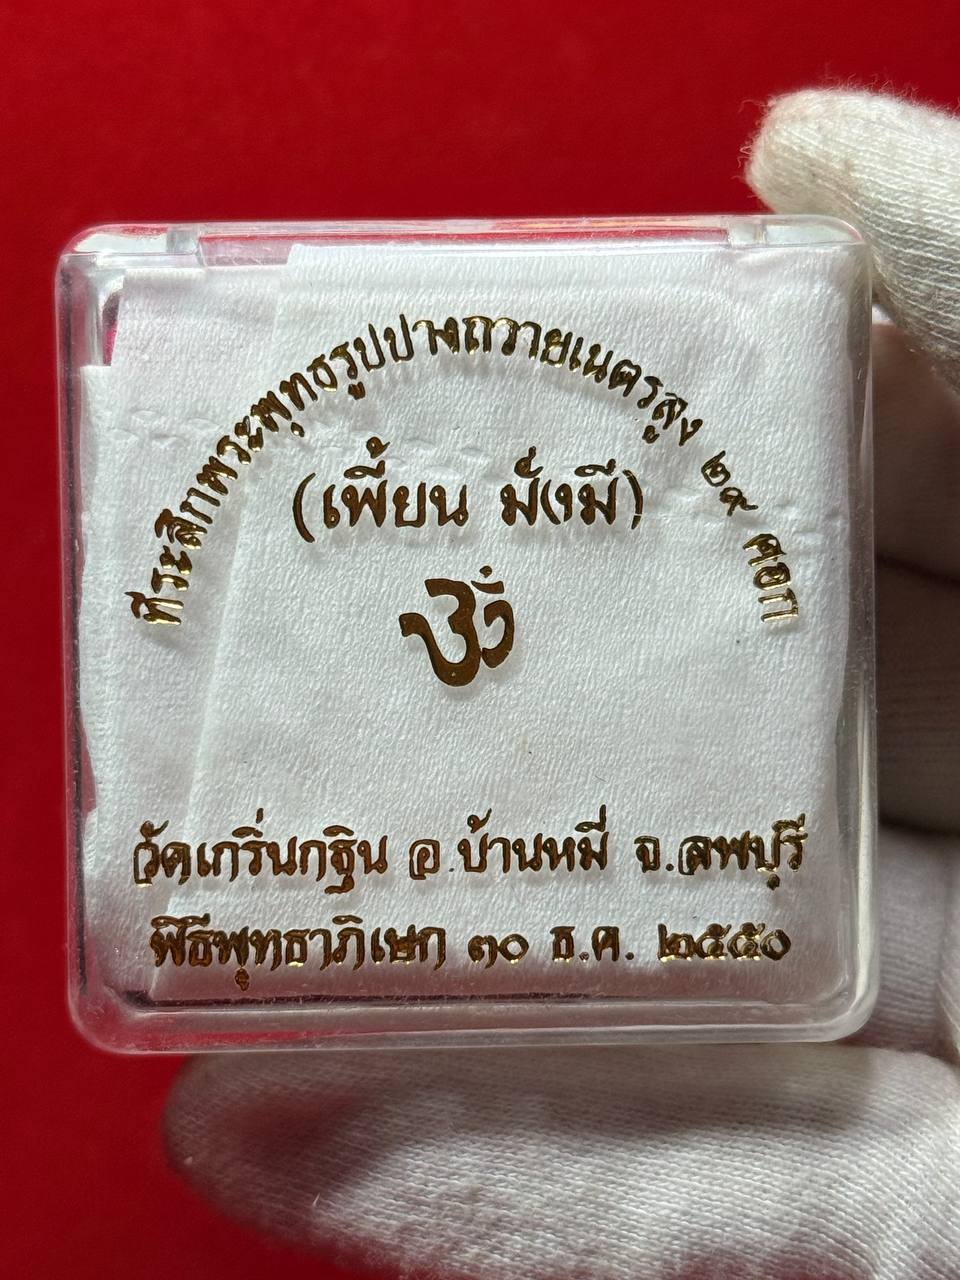 ที่ระลึกพระพุทธรูปปางถวายเนตรสูง ๒๙ ศอก
(เพี้ยน มั่งมี)
ॐ
วัดเกริ่นกฐิน อ.บ้านหมี่ จ.ลพบุรี
พิธีพุทธาภิเษก ๓๐ ธ.ค. ๒๕๕๐